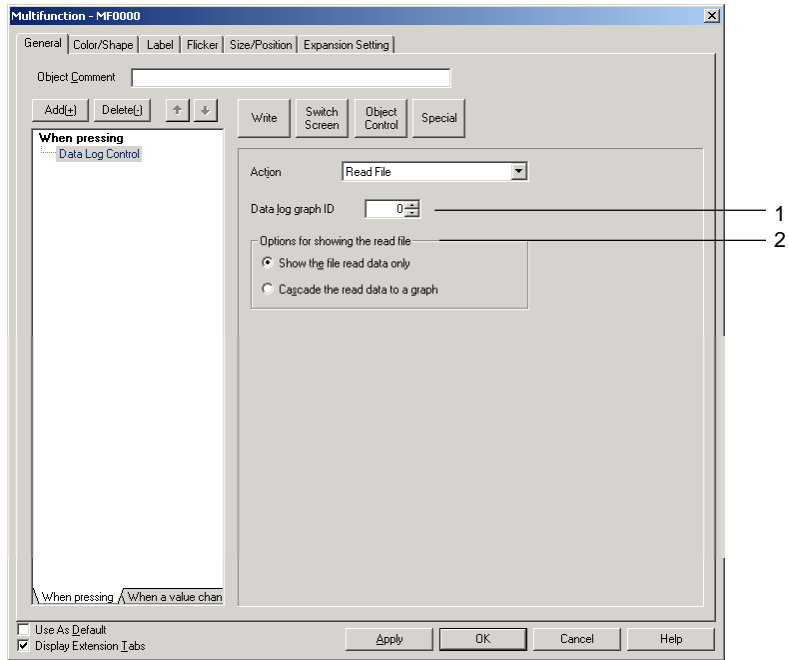 Multifunction - MF0000
General Color/Shape Label Flicker Size/Position Expansion Setting
Object Comment
Add(+) Delete(-) Write Switch Screen Object Control Special
When pressing
Data Log Control
Action Read File
Data log graph ID 0 1
Options for showing the read file 2
Show the file read data only
Cascade the read data to a graph
When pressing When a value chan
Use As Default
Display Extension Tabs
Apply OK Cancel Help